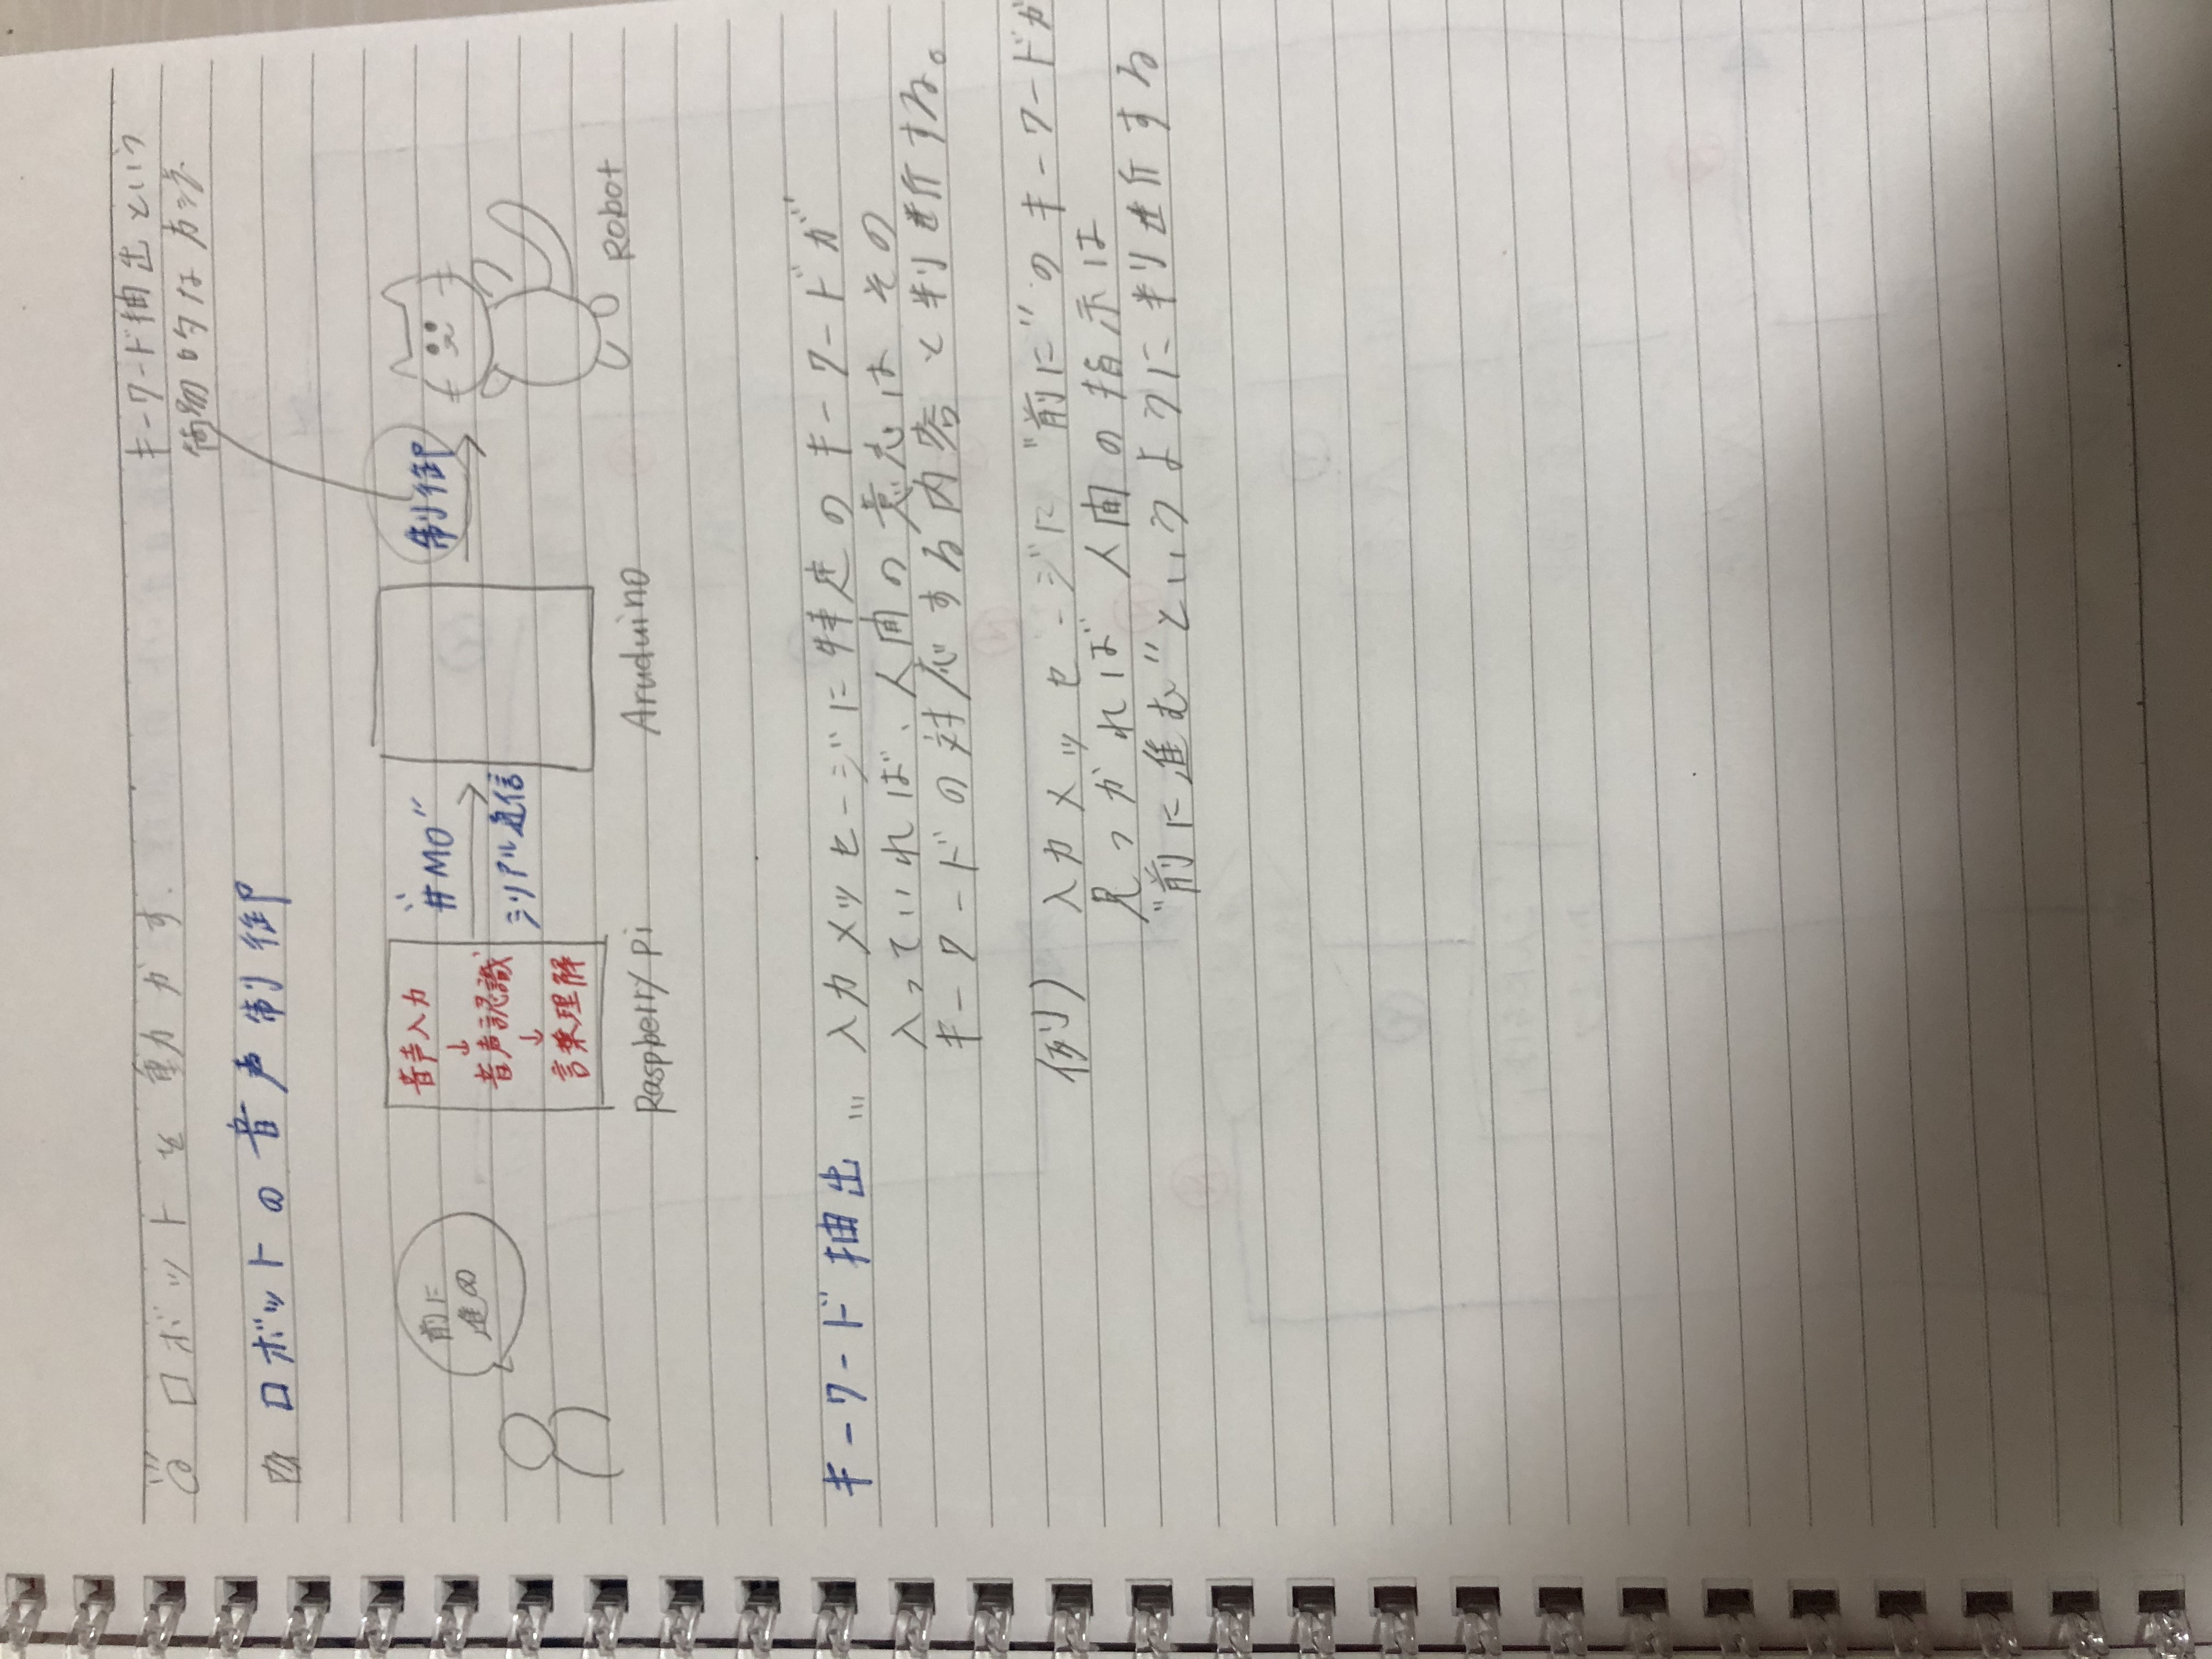 ロボットを動かす.
キーワード抽出という
的な方法
ロボットの音声制御
前に
進め
音声入力
↓
音声認識
↓
言葉理解
"#M0"
シリアル通信
制御
Raspberry pi
Aruduino
Robot
キーワード抽出 … 入力メッセージに特定のキーワードが
入っていれば、人間の意志はその
キーワードの対応する内容と判断する。
例) 入力メッセージに"前に"のキーワードが
見つかれば 人間の指示は
"前に進む"というように判断する